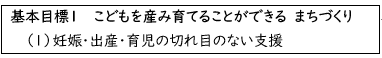 基本目標1　こどもを産み育てることができる まちづくり
（１）妊娠・出産・育児の切れ目のない支援